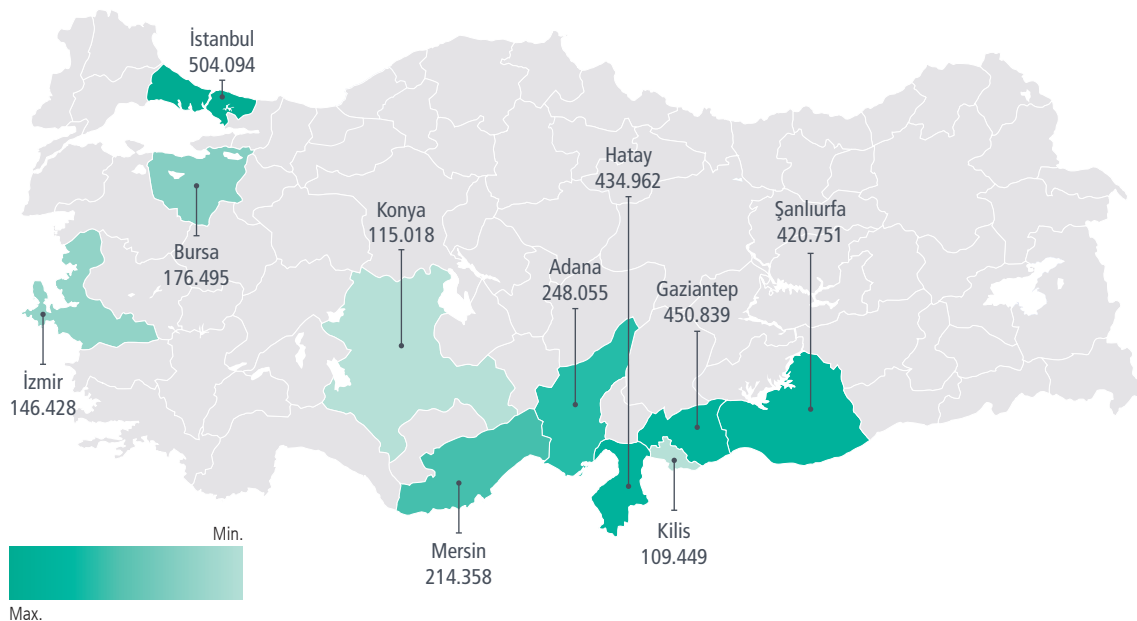 İstanbul
504.094
Hatay
434.962
Konya
115.018
Şanlıurfa
420.751
Bursa
176.495
Adana
248.055
Gaziantep
450.839
İzmir
146.428
Min.
Max.
Mersin
214.358
Kilis
109.449